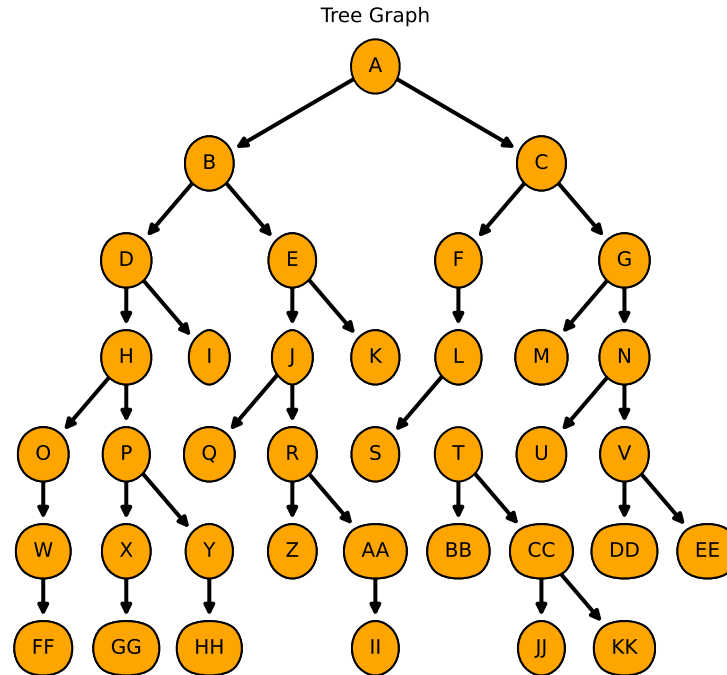 Tree Graph
A
B C
D E F G
H I J K L M N
O P Q R S T U V
W X Y Z AA BB CC DD EE
FF GG HH II JJ KK